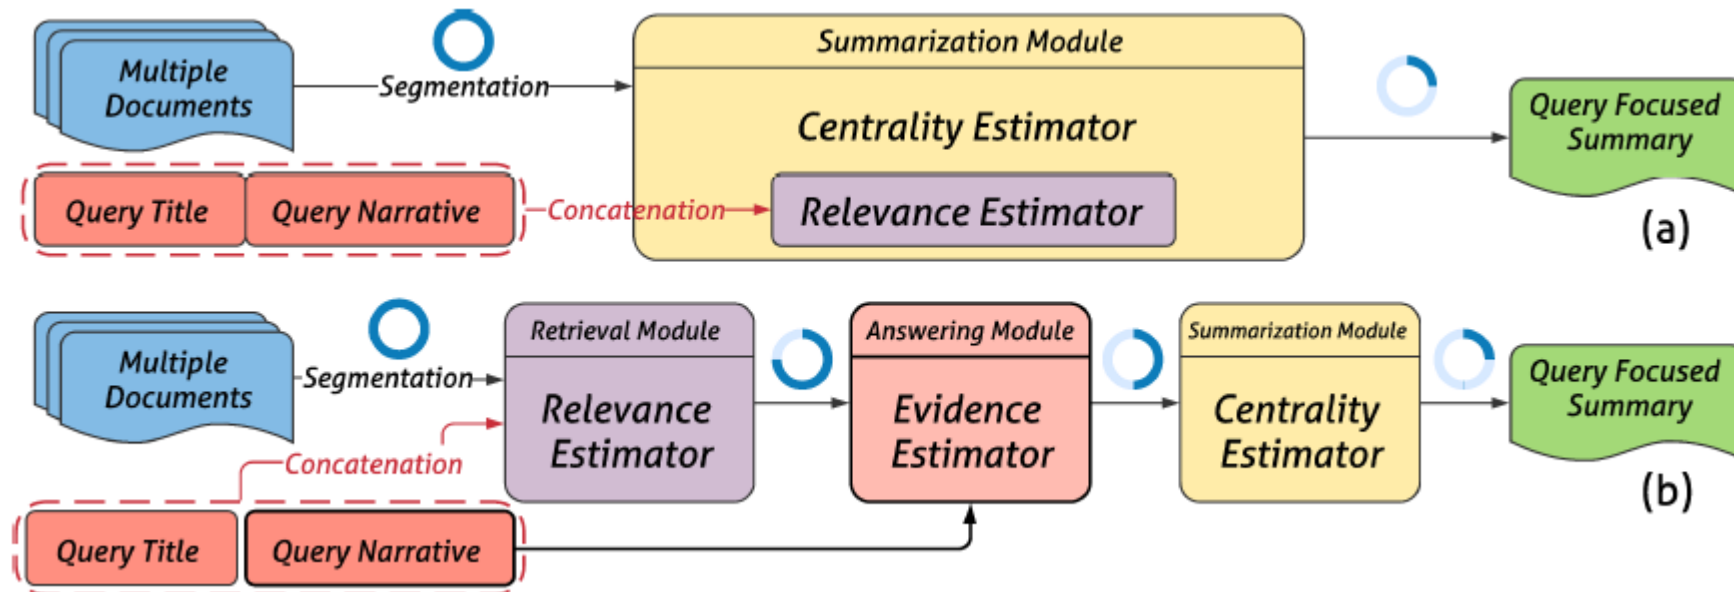 Multiple
Documents
Segmentation
Summarization Module
Centrality Estimator
Query Focused
Summary
Query Title
Query Narrative
Concatenation
Relevance Estimator
(a)
Multiple
Documents
Segmentation
Concatenation
Retrieval Module
Relevance
Estimator
Answering Module
Evidence
Estimator
Summarization Module
Centrality
Estimator
Query Focused
Summary
(b)
Query Title
Query Narrative